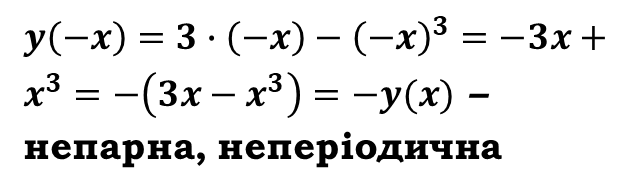 y(−x) = 3 · (−x) − (−x)³ = −3x +
x³ = −(3x − x³) = −y(x) –
непарна, неперіодична